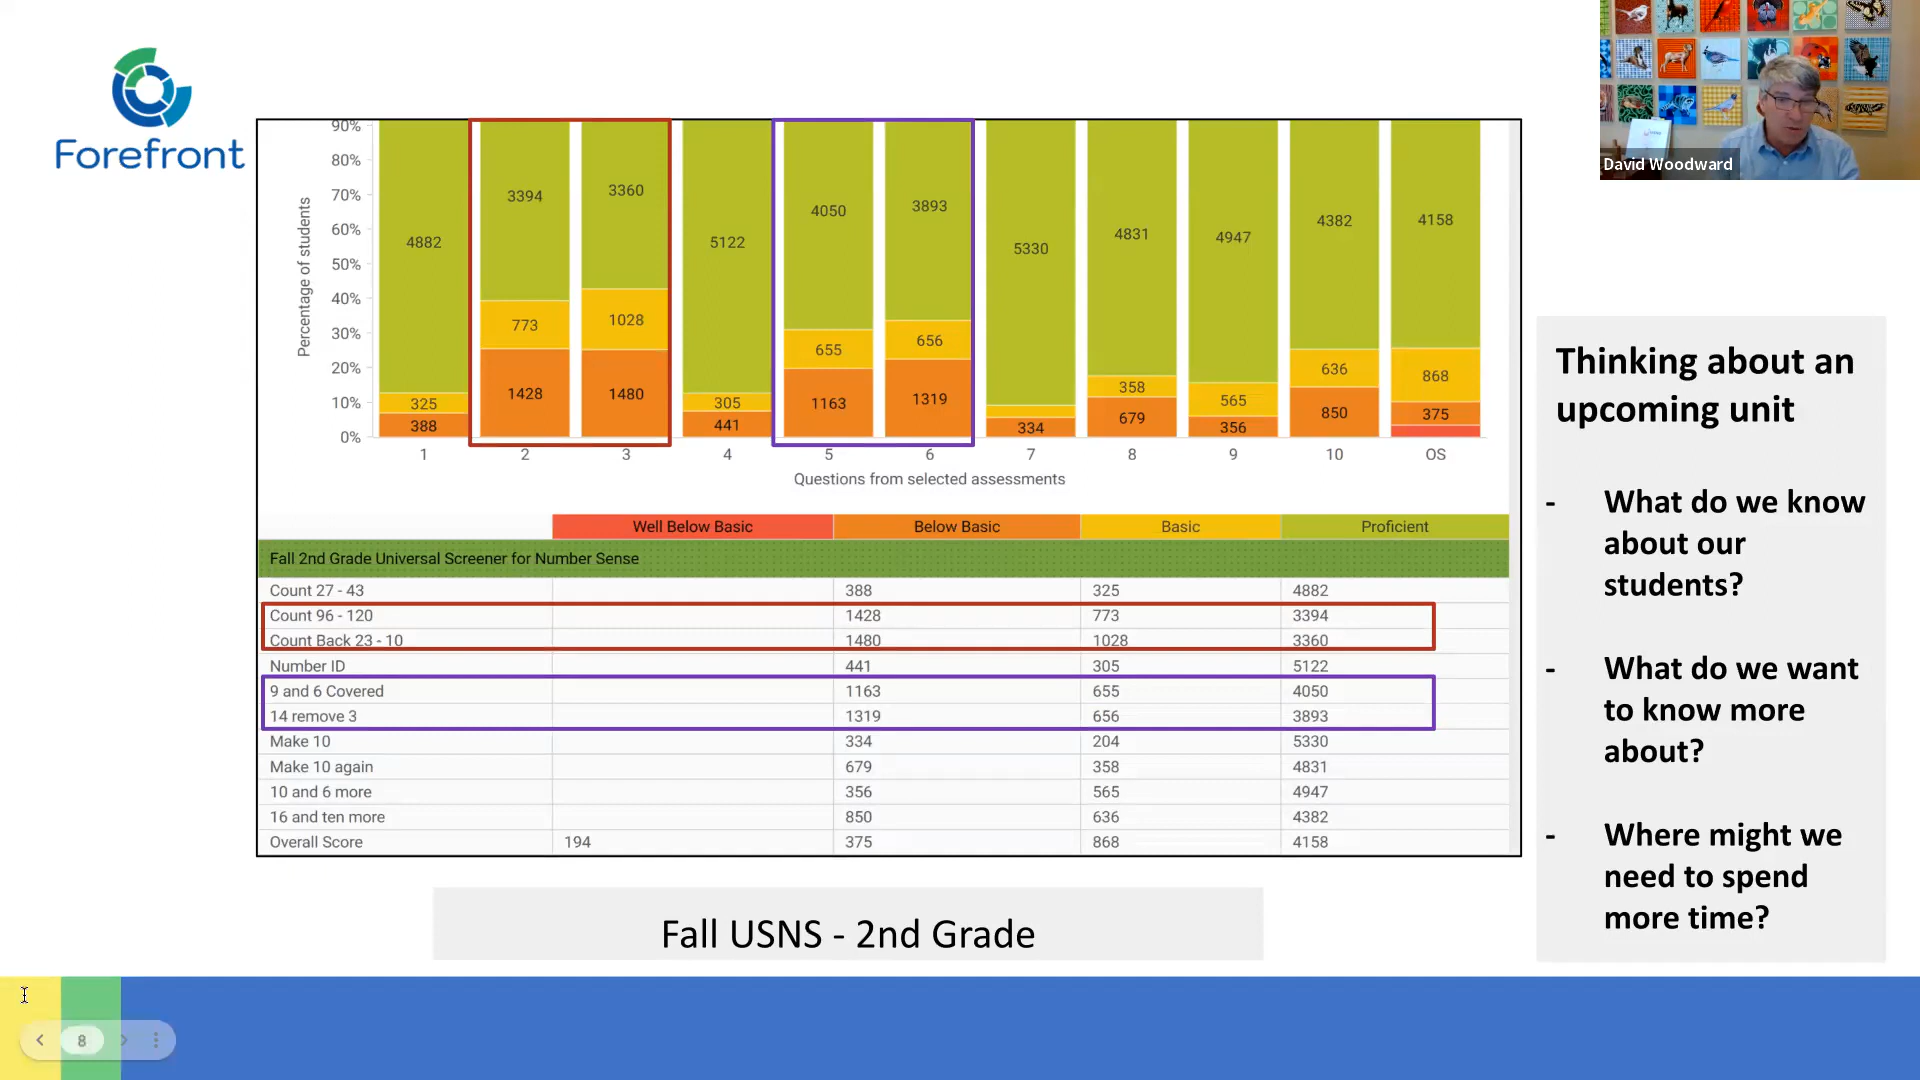 Forefront
David Woodward
Percentage of students
90%
80%
70%
60%
50%
40%
30%
20%
10%
0%
4882 3394 3360 5122 4050 3893 5330 4831 4947 4382 4158
325 773 1028 305 655 656 358 565 636 868
388 1428 1480 441 1163 1319 334 679 356 850 375
1 2 3 4 5 6 7 8 9 10 OS
Questions from selected assessments
Well Below Basic Below Basic Basic Proficient
Fall 2nd Grade Universal Screener for Number Sense
Count 27 - 43 388 325 4882
Count 96 - 120 1428 773 3394
Count Back 23 - 10 1480 1028 3360
Number ID 441 305 5122
9 and 6 Covered 1163 655 4050
14 remove 3 1319 656 3893
Make 10 334 204 5330
Make 10 again 679 358 4831
10 and 6 more 356 565 4947
16 and ten more 850 636 4382
Overall Score 194 375 868 4158
Thinking about an
upcoming unit
- What do we know
about our
students?
- What do we want
to know more
about?
- Where might we
need to spend
more time?
Fall USNS - 2nd Grade
8